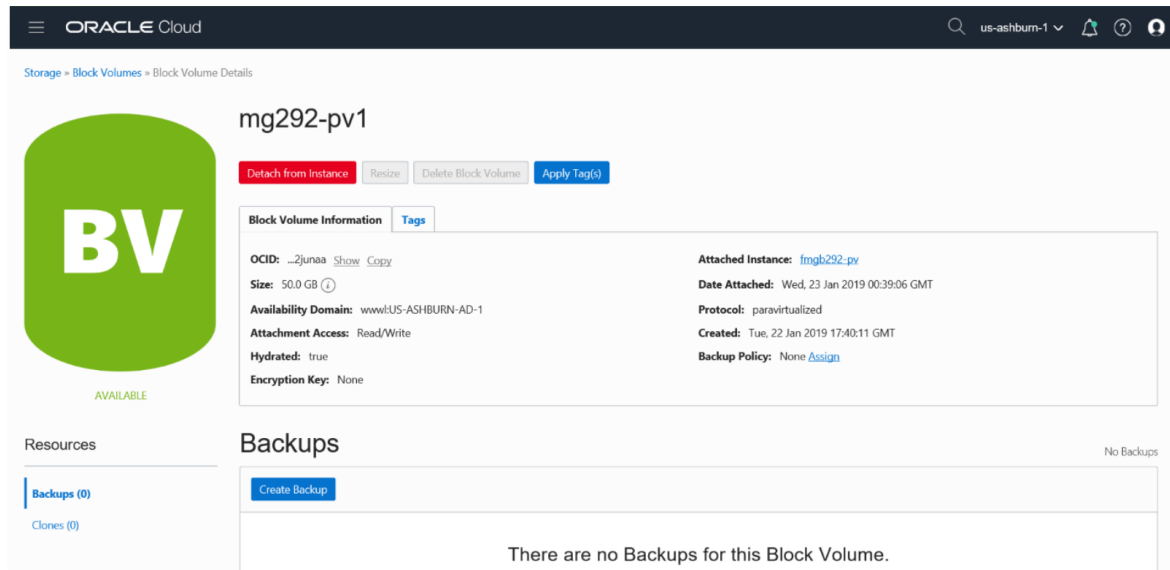 ORACLE Cloud
us-ashburn-1
Storage » Block Volumes » Block Volume Details
BV
AVAILABLE
mg292-pv1
Detach from Instance Resize Delete Block Volume Apply Tag(s)
Block Volume Information Tags
OCID: ...2junaa Show Copy
Size: 50.0 GB i
Availability Domain: wwwl:US-ASHBURN-AD-1
Attachment Access: Read/Write
Hydrated: true
Encryption Key: None
Attached Instance: fmgb292-pv
Date Attached: Wed, 23 Jan 2019 00:39:06 GMT
Protocol: paravirtualized
Created: Tue, 22 Jan 2019 17:40:11 GMT
Backup Policy: None Assign
Resources
Backups (0)
Clones (0)
Backups
No Backups
Create Backup
There are no Backups for this Block Volume.